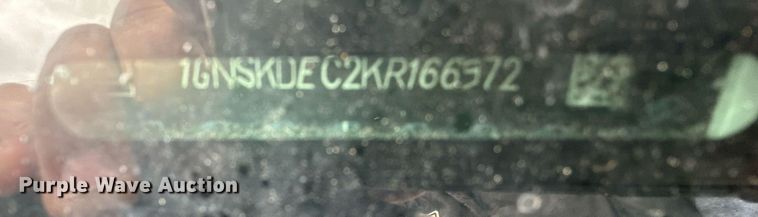 1GNSKDEC2KR166572
Purple Wave Auction